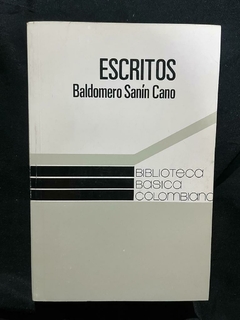 ESCRITOS
Baldomero Sanín Cano
BIBLIOTECA
BASICA
COLOMBIANA